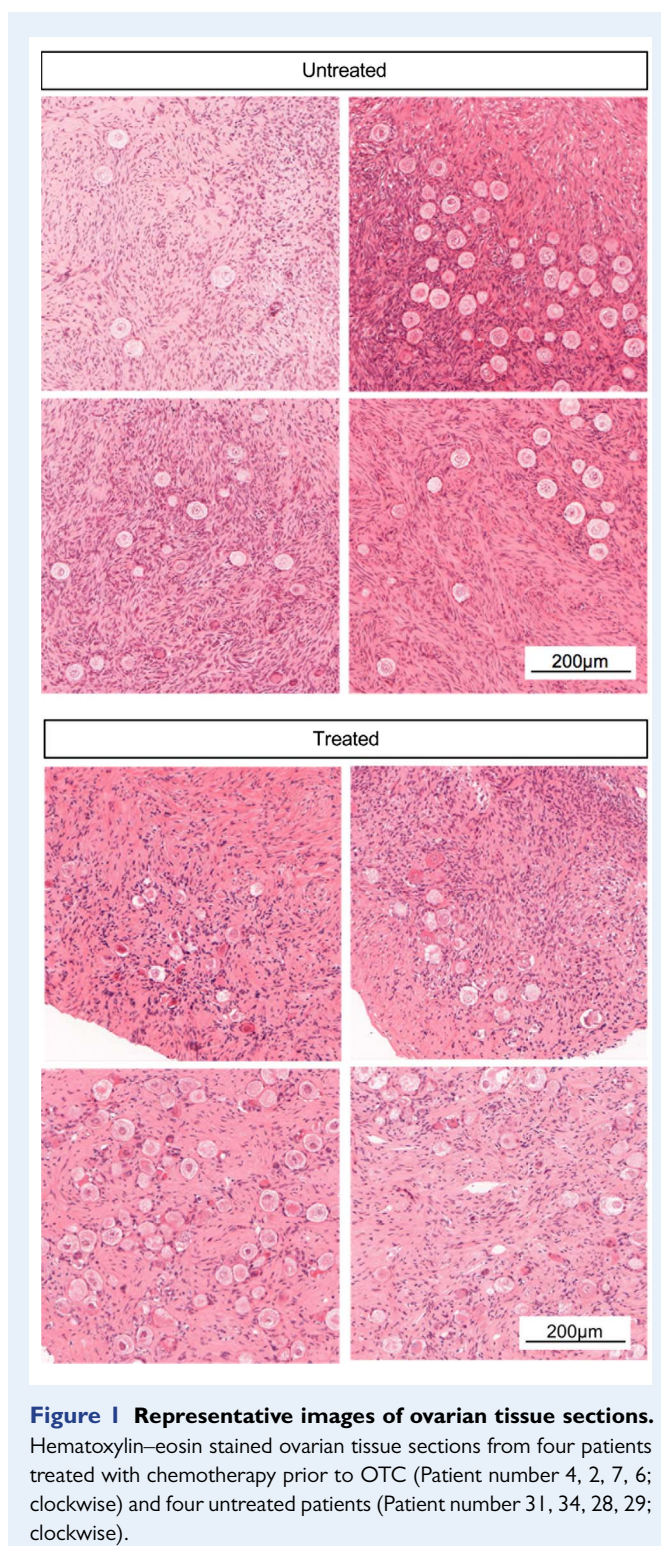 Untreated
200µm
Treated
200µm
Figure 1 Representative images of ovarian tissue sections.
Hematoxylin–eosin stained ovarian tissue sections from four patients
treated with chemotherapy prior to OTC (Patient number 4, 2, 7, 6;
clockwise) and four untreated patients (Patient number 31, 34, 28, 29;
clockwise).